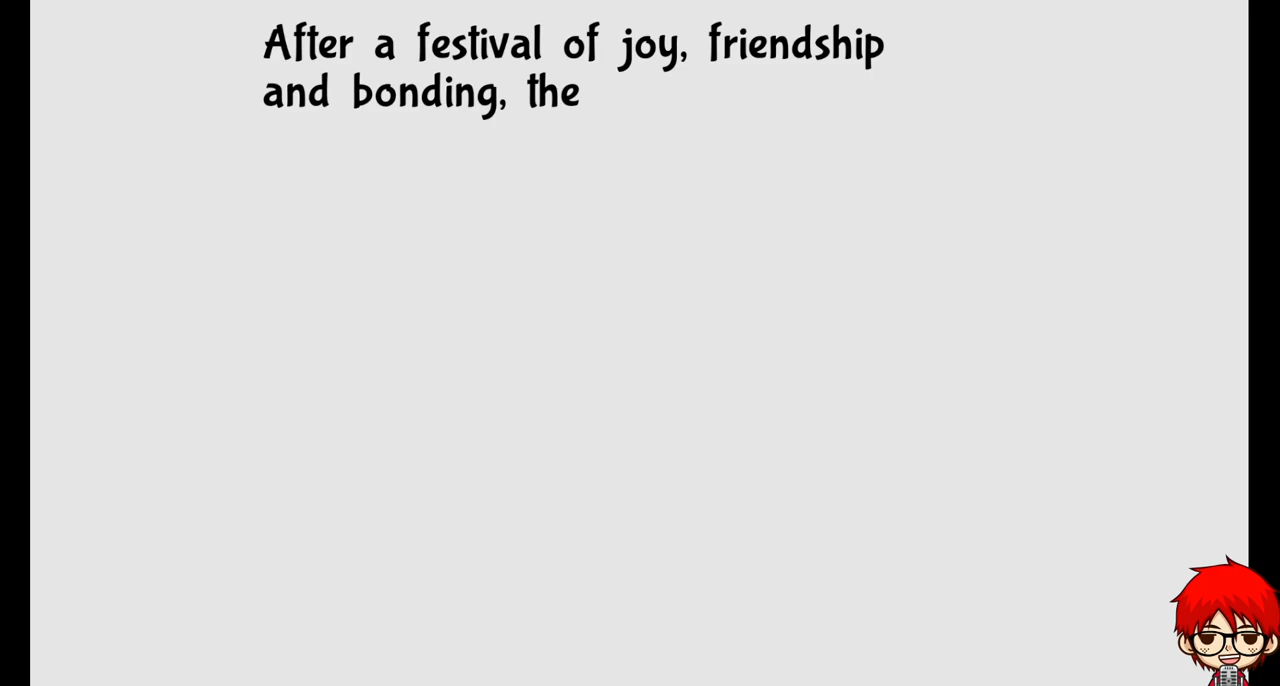 After a festival of joy, friendship
and bonding, the